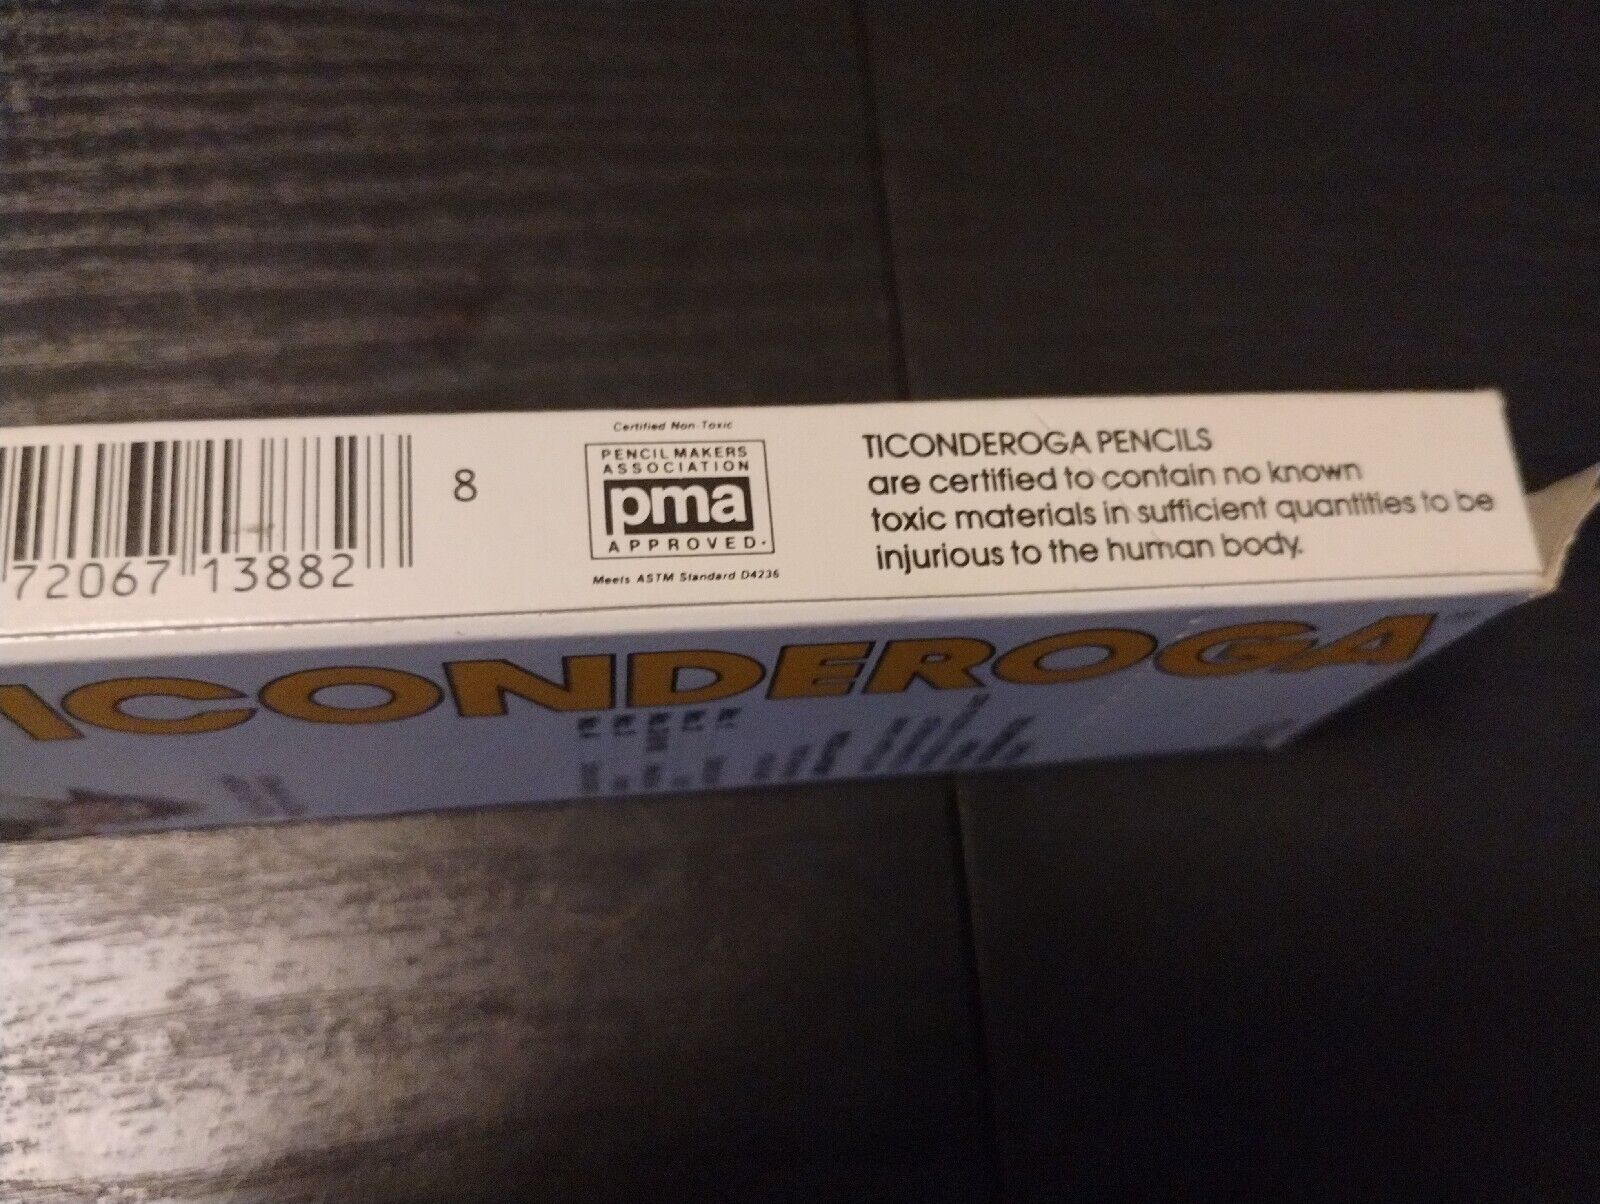 72067 13882 8
Certified Non-Toxic
PENCIL MAKERS
ASSOCIATION
pma
APPROVED.
Meets ASTM Standard D4236
TICONDEROGA PENCILS
are certified to contain no known
toxic materials in sufficient quantities to be
injurious to the human body.
ICONDEROGA